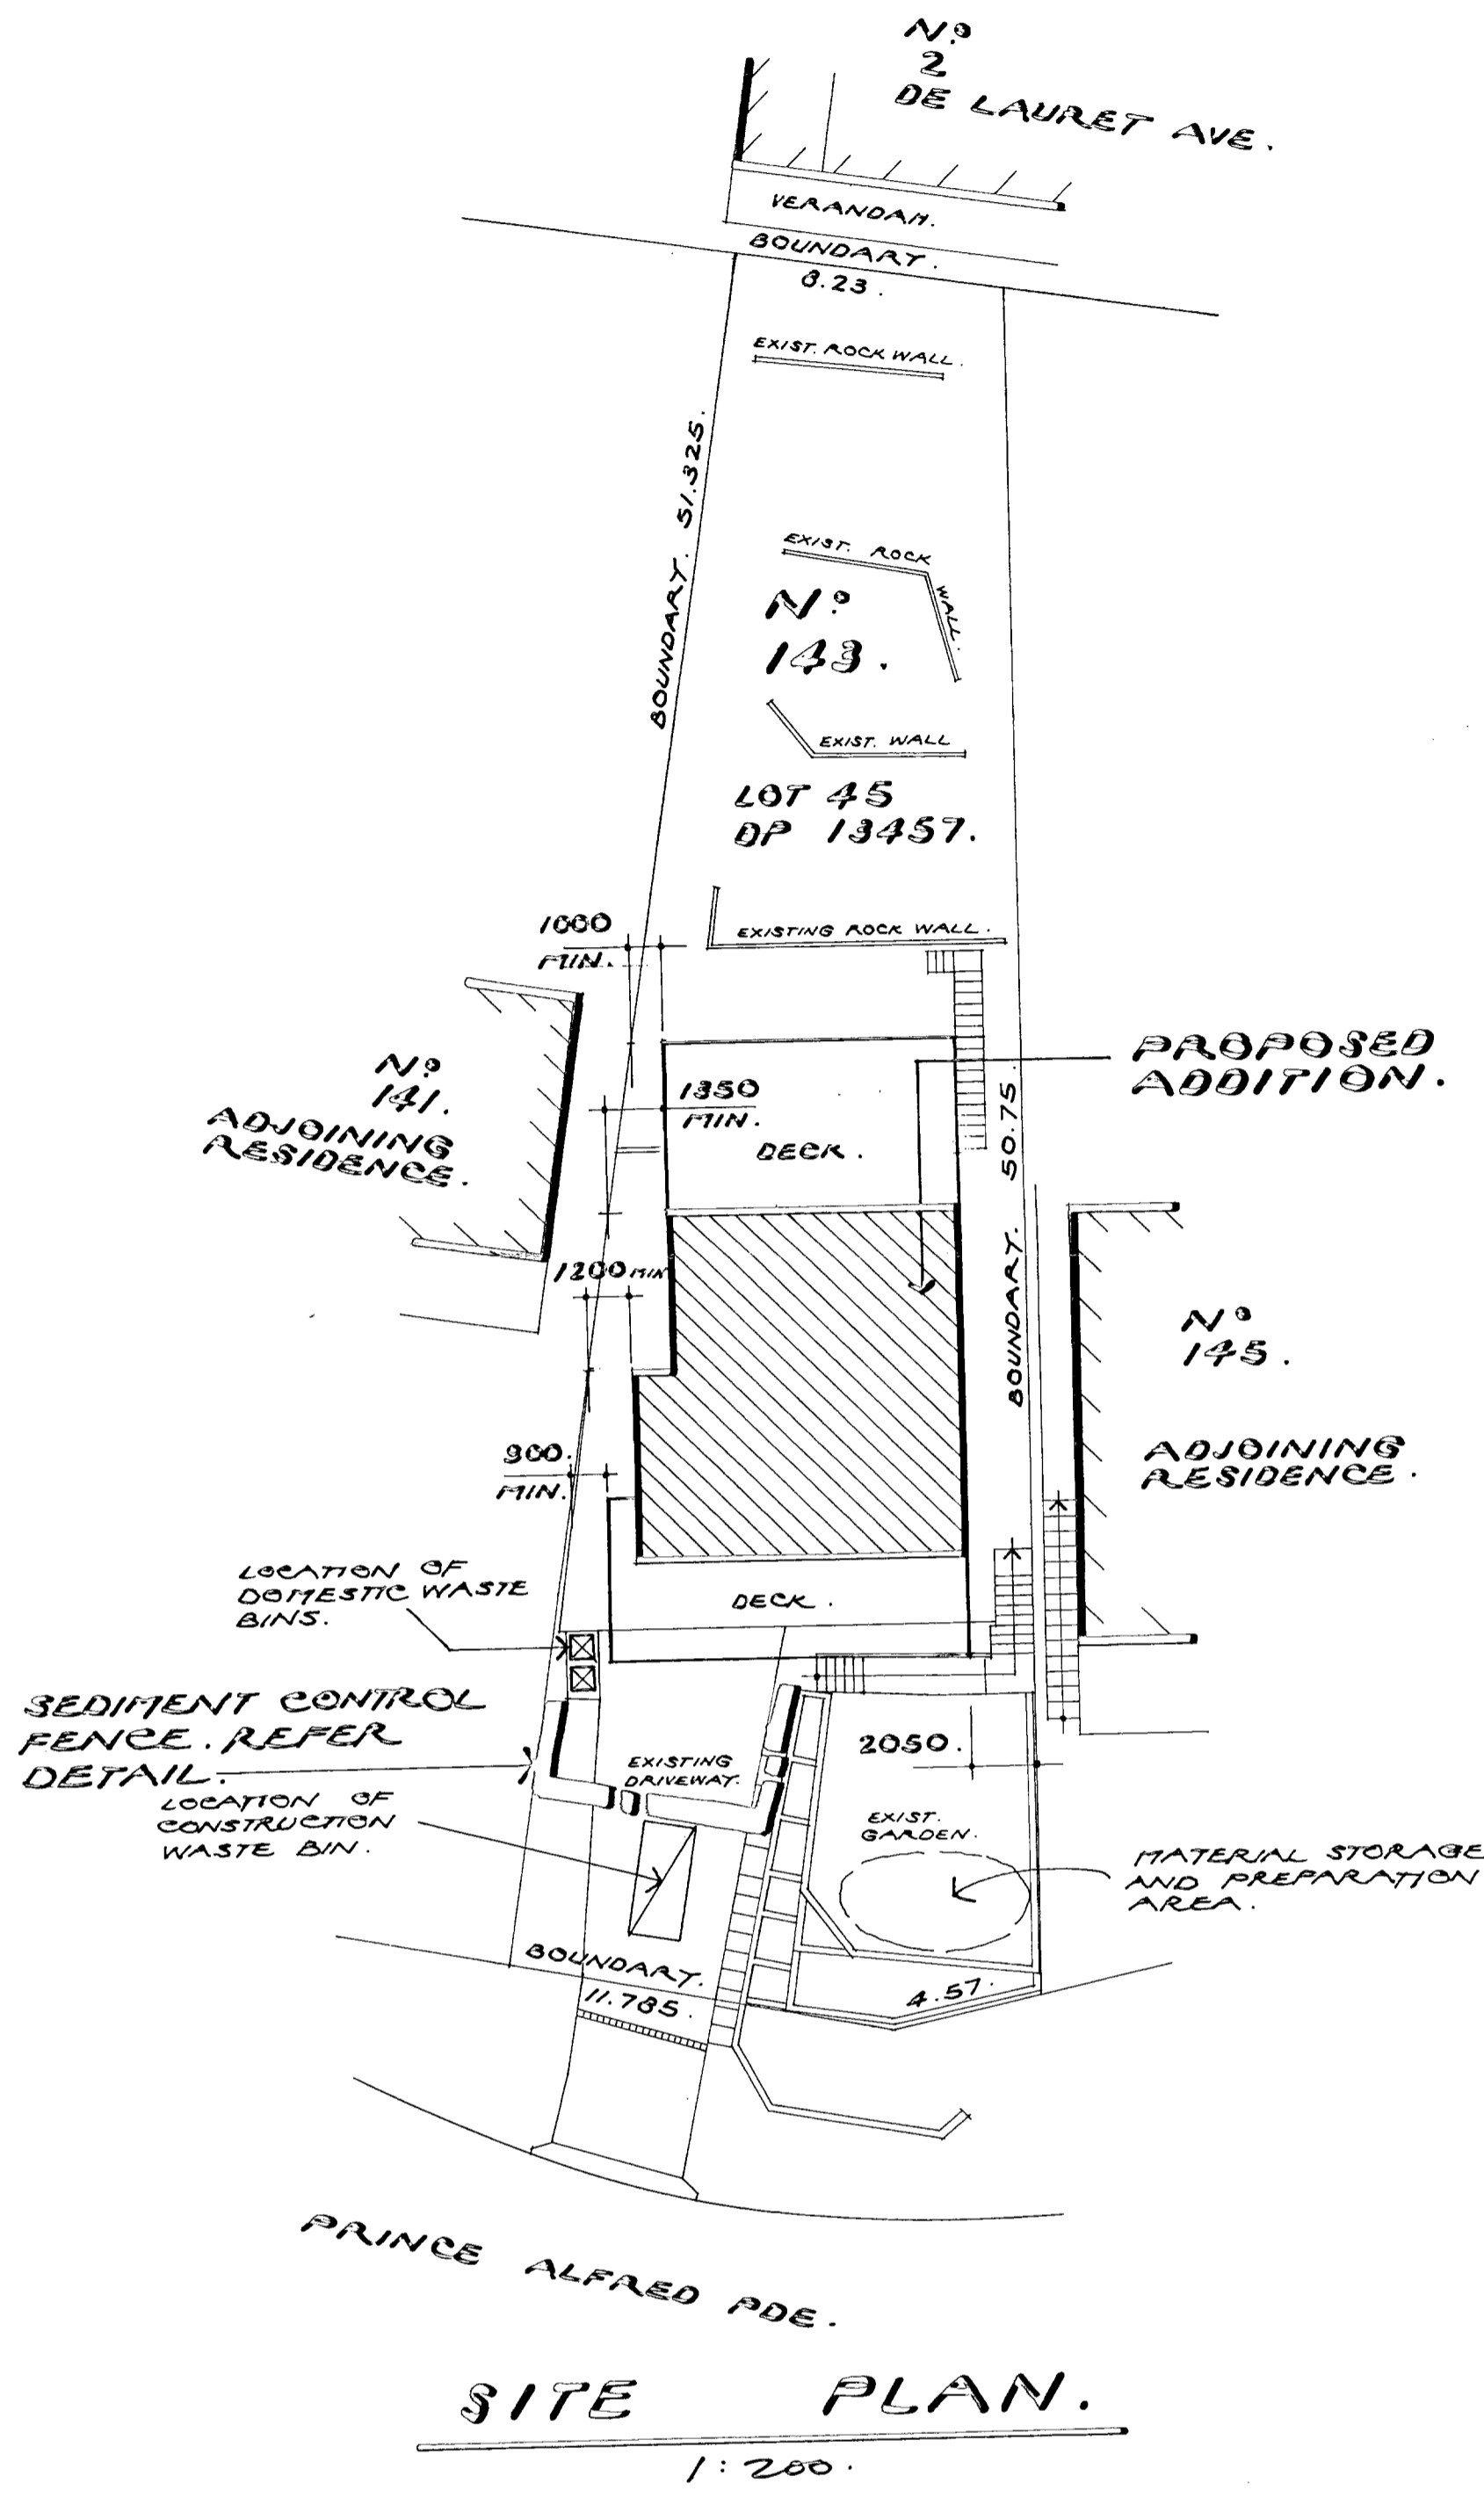 Nº
2
DE LAURET AVE.
VERANDAH.
BOUNDARY.
8.23.
EXIST. ROCK WALL.
BOUNDARY. 51.325.
EXIST. ROCK
WALL.
Nº
143.
EXIST. WALL
LOT 45
DP 13457.
1000
MIN.
EXISTING ROCK WALL.
Nº
141.
ADJOINING
RESIDENCE.
1350
MIN.
DECK.
PROPOSED
ADDITION.
BOUNDARY. 50.75.
1200 MIN
Nº
145.
ADJOINING
RESIDENCE.
900.
MIN.
LOCATION OF
DOMESTIC WASTE
BINS.
DECK.
SEDIMENT CONTROL
FENCE. REFER
DETAIL.
EXISTING
DRIVEWAY.
2050.
LOCATION OF
CONSTRUCTION
WASTE BIN.
EXIST.
GARDEN.
MATERIAL STORAGE
AND PREPARATION
AREA.
BOUNDARY.
11.785.
4.57.
PRINCE ALFRED PDE.
SITE PLAN.
1:200.